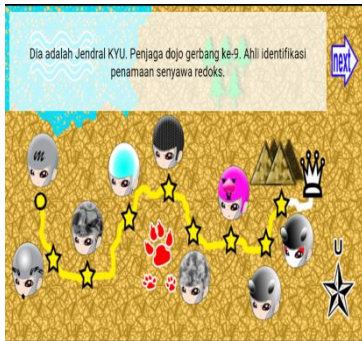 Dia adalah Jendral KYU. Penjaga dojo gerbang ke-9. Ahli identifikasi
penamaan senyawa redoks.
next
m
U